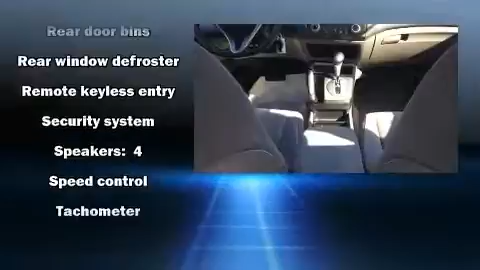 Rear door bins
Rear window defroster
Remote keyless entry
Security system
Speakers: 4
Speed control
Tachometer